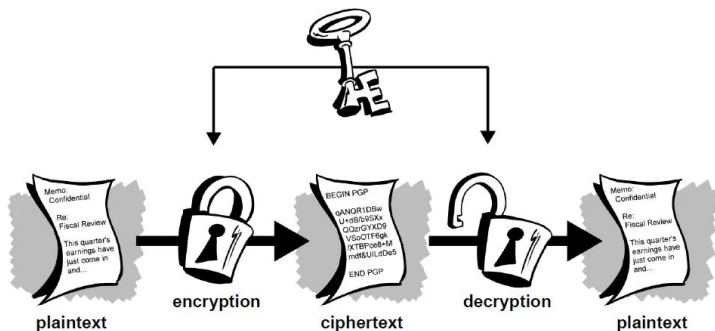 Memo:
Confidential
Re:
Fiscal Review
This quarter's
earnings have
just come in
and...
plaintext
encryption
BEGIN PGP
qANQR1DBw
U+dB/b9SXx
QQzrGYXD9
VSoOTF6gk
/XTBPce8+M
mdf&UILdDe5
END PGP
ciphertext
decryption
Memo:
Confidential
Re:
Fiscal Review
This quarter's
earnings have
just come in
and...
plaintext